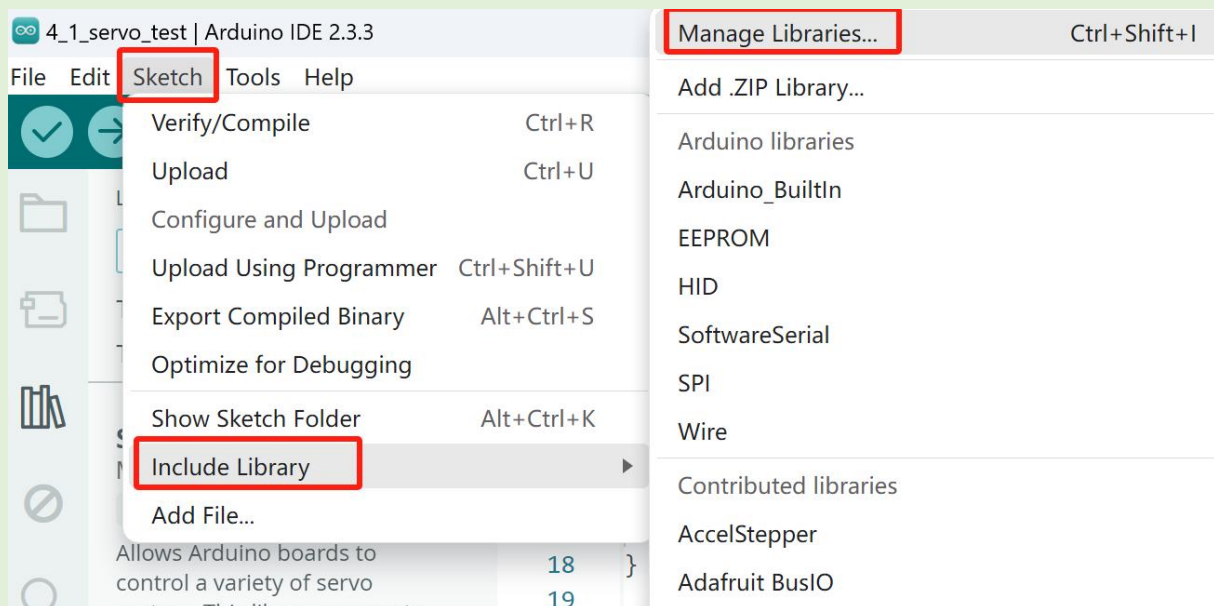 4_1_servo_test | Arduino IDE 2.3.3
File Edit Sketch Tools Help
Verify/Compile Ctrl+R
Upload Ctrl+U
Configure and Upload
Upload Using Programmer Ctrl+Shift+U
Export Compiled Binary Alt+Ctrl+S
Optimize for Debugging
Show Sketch Folder Alt+Ctrl+K
Include Library
Add File...
Allows Arduino boards to
control a variety of servo
18 }
19
Manage Libraries... Ctrl+Shift+I
Add .ZIP Library...
Arduino libraries
Arduino_BuiltIn
EEPROM
HID
SoftwareSerial
SPI
Wire
Contributed libraries
AccelStepper
Adafruit BusIO